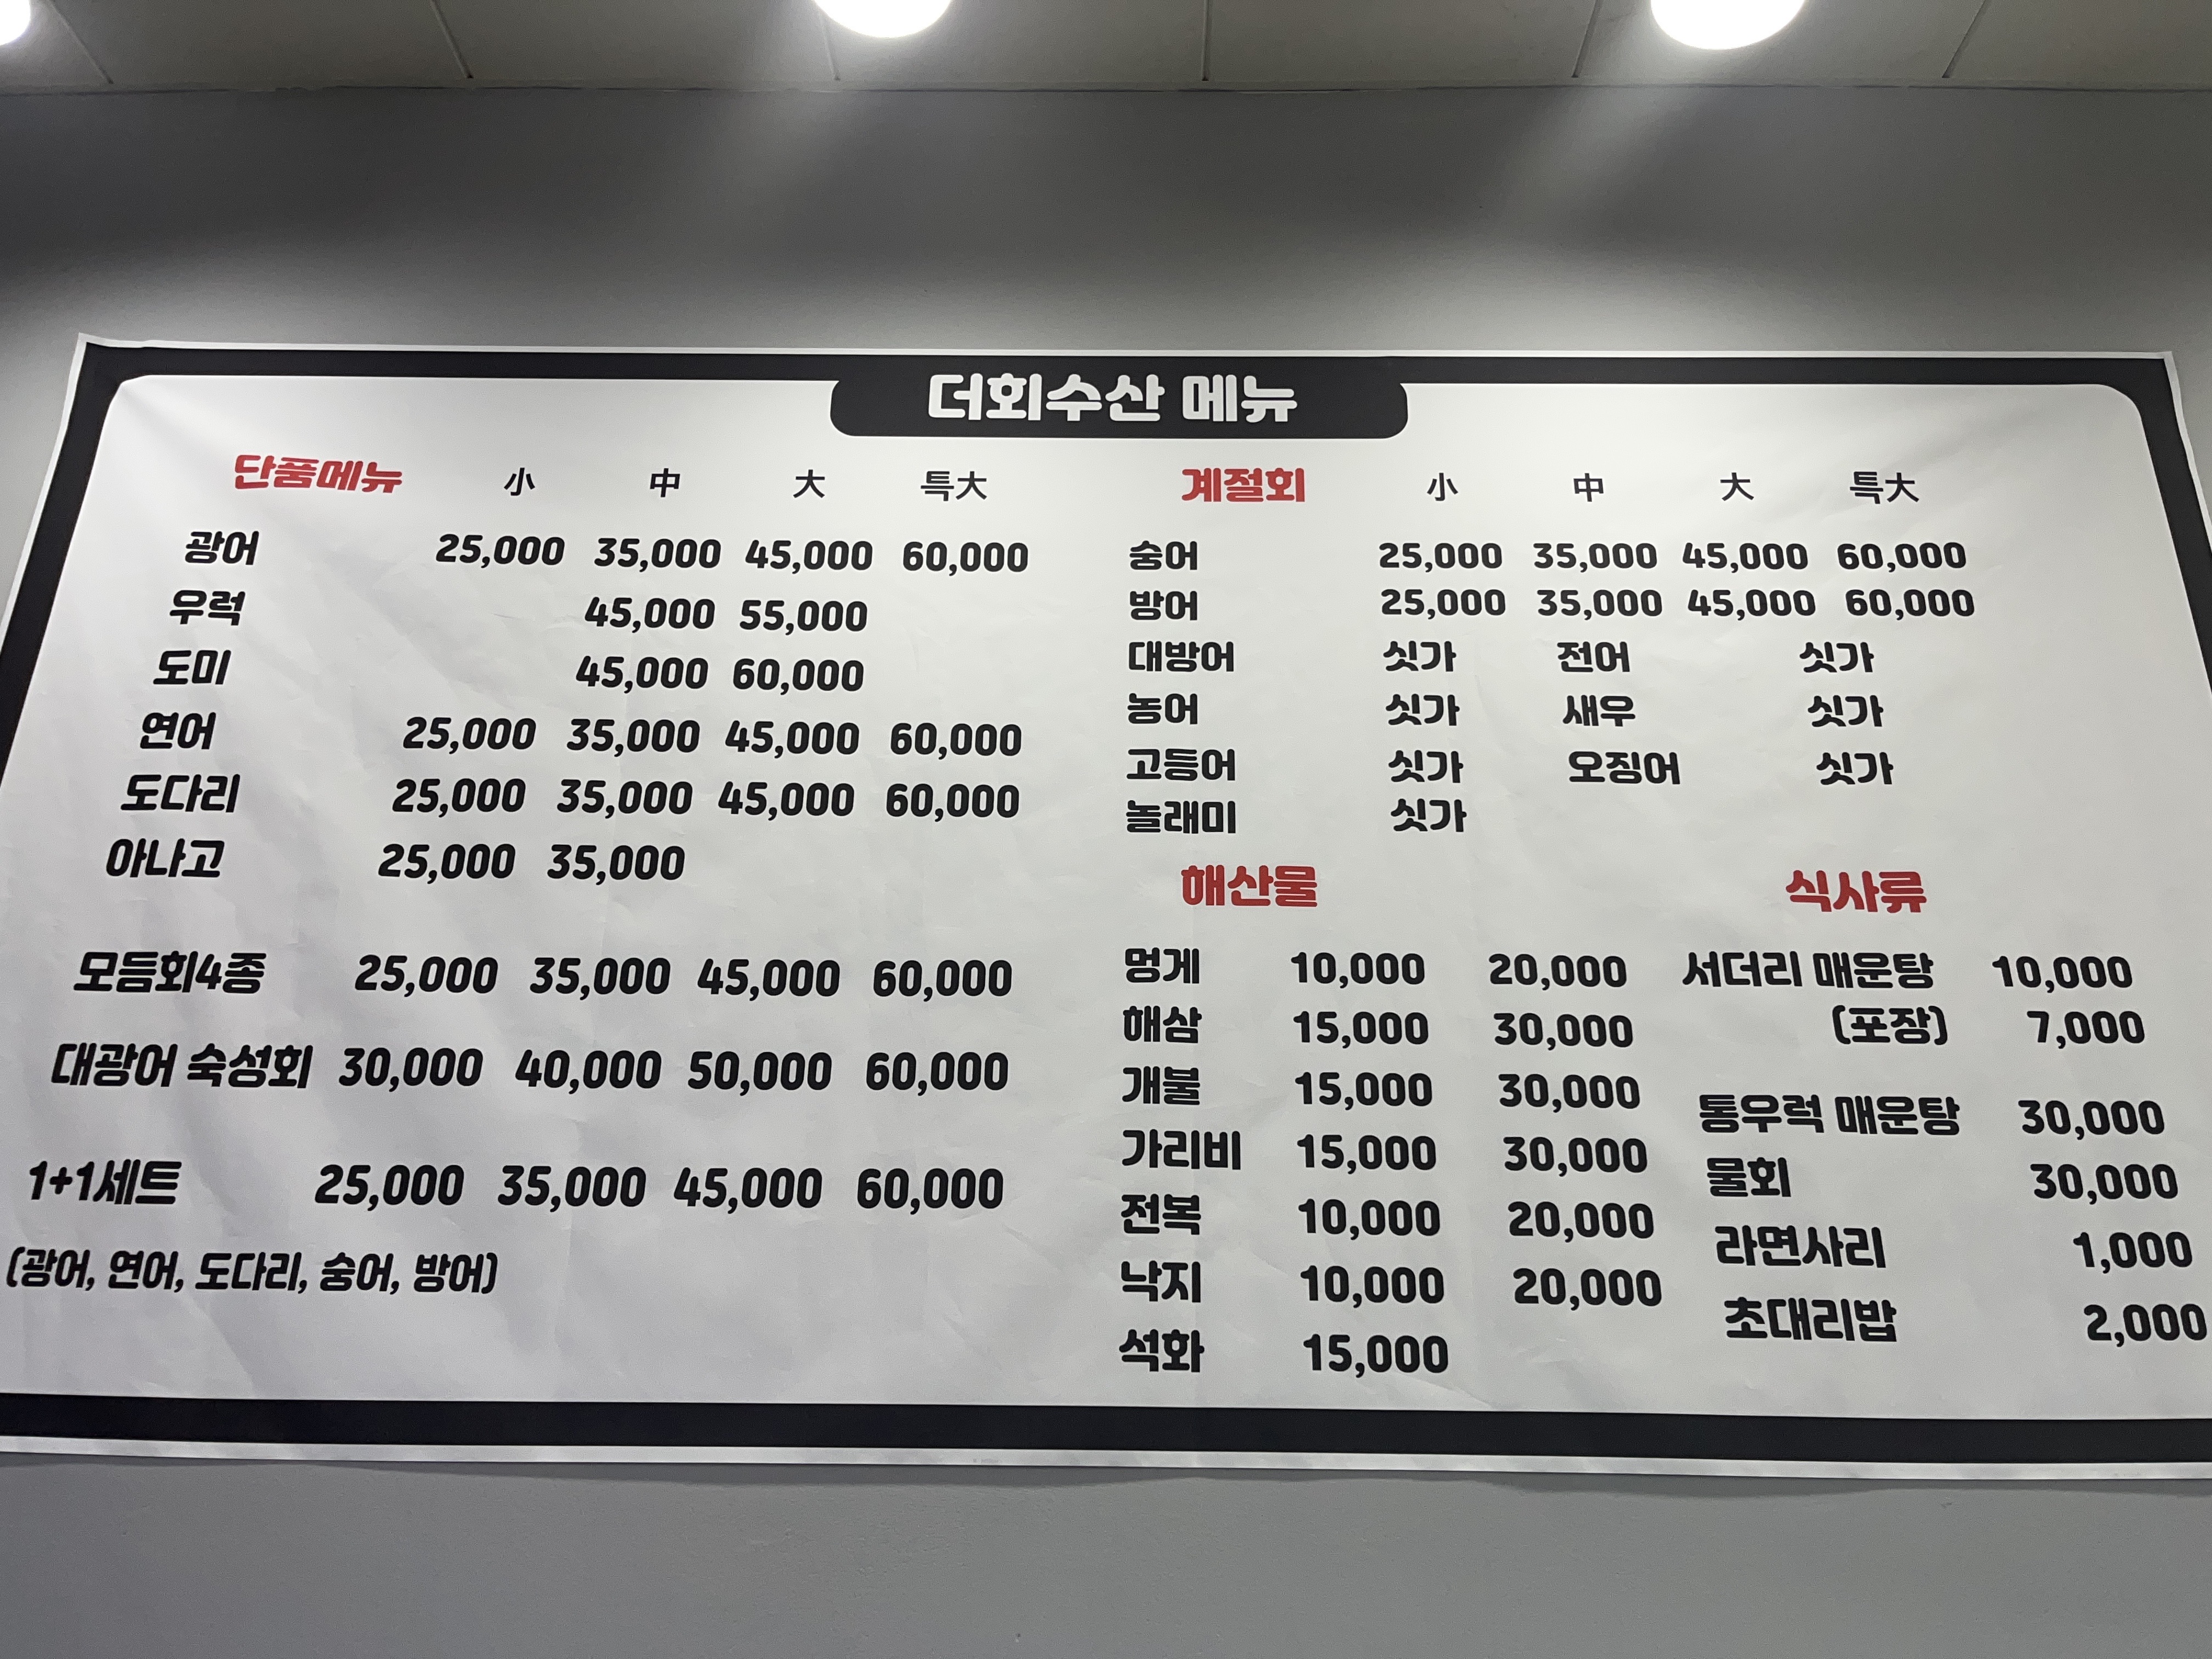 더회수산 메뉴
단품메뉴 小 中 大 특大
광어 25,000 35,000 45,000 60,000
우럭 45,000 55,000
도미 45,000 60,000
연어 25,000 35,000 45,000 60,000
도다리 25,000 35,000 45,000 60,000
아나고 25,000 35,000
모듬회4종 25,000 35,000 45,000 60,000
대광어 숙성회 30,000 40,000 50,000 60,000
1+1세트 25,000 35,000 45,000 60,000
(광어, 연어, 도다리, 숭어, 방어)
계절회 小 中 大 특大
숭어 25,000 35,000 45,000 60,000
방어 25,000 35,000 45,000 60,000
대방어 싯가 전어 싯가
농어 싯가 새우 싯가
고등어 싯가 오징어 싯가
놀래미 싯가
해산물
멍게 10,000 20,000
해삼 15,000 30,000
개불 15,000 30,000
가리비 15,000 30,000
전복 10,000 20,000
낙지 10,000 20,000
석화 15,000
식사류
서더리 매운탕 10,000
(포장) 7,000
통우럭 매운탕 30,000
물회 30,000
라면사리 1,000
초대리밥 2,000